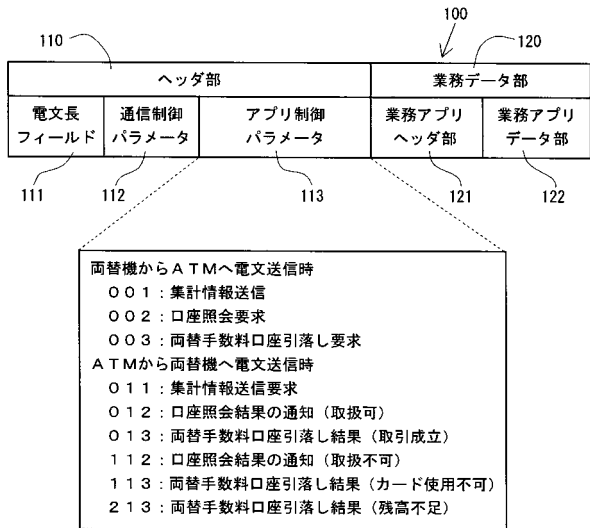 100
110
120
ヘッダ部
業務データ部
電文長
フィールド
通信制御
パラメータ
アプリ制御
パラメータ
業務アプリ
ヘッダ部
業務アプリ
データ部
111
112
113
121
122
両替機からATMへ電文送信時
001:集計情報送信
002:口座照会要求
003:両替手数料口座引落し要求
ATMから両替機へ電文送信時
011:集計情報送信要求
012:口座照会結果の通知(取扱可)
013:両替手数料口座引落し結果(取引成立)
112:口座照会結果の通知(取扱不可)
113:両替手数料口座引落し結果(カード使用不可)
213:両替手数料口座引落し結果(残高不足)